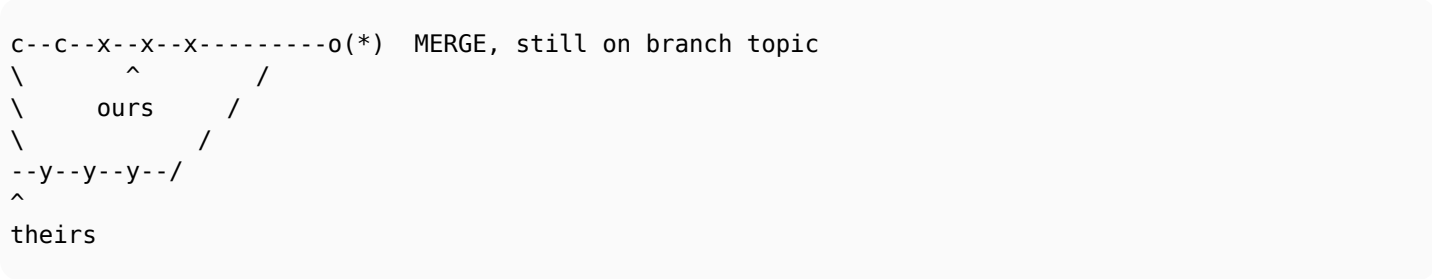 c--c--x--x--x---------o(*)  MERGE, still on branch topic
\       ^        /
\     ours     /
\            /
--y--y--y--/
^
theirs